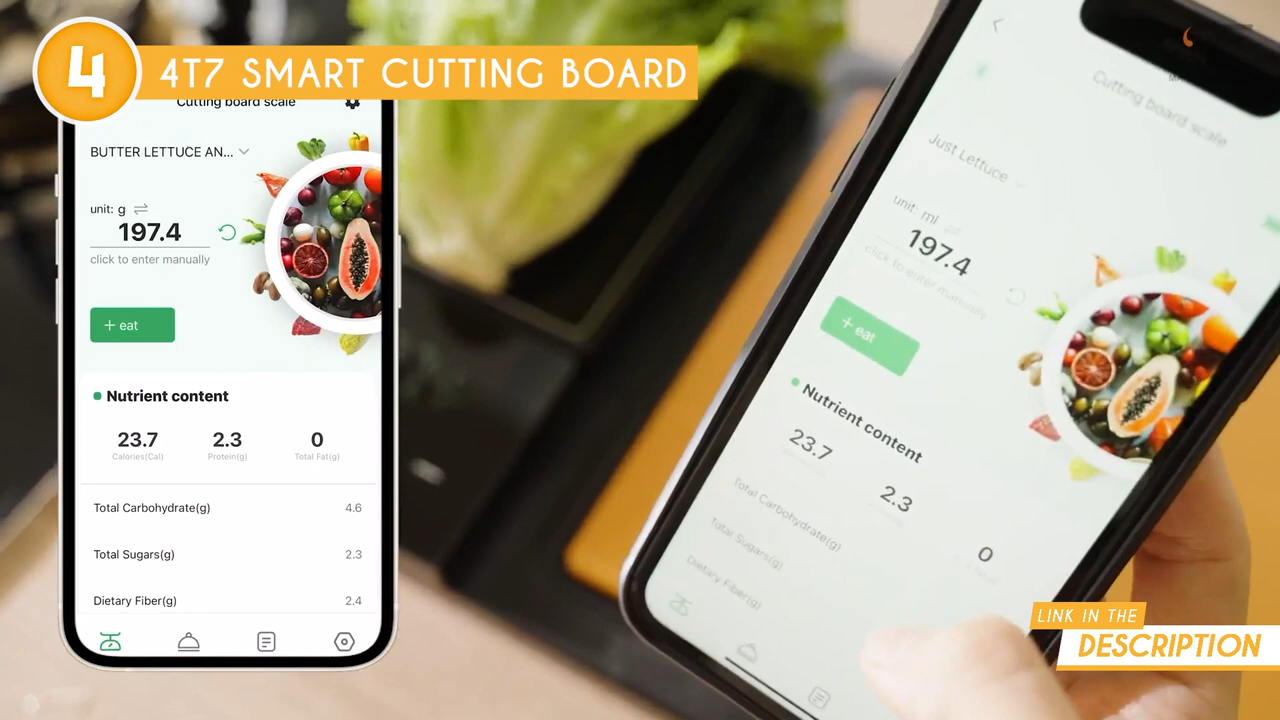 4
4T7 SMART CUTTING BOARD
Cutting board scale
BUTTER LETTUCE AN...
unit: g
197.4
click to enter manually
+ eat
Nutrient content
23.7
2.3
0
Calories(Cal)
Protein(g)
Total Fat(g)
Total Carbohydrate(g)
4.6
Total Sugars(g)
2.3
Dietary Fiber(g)
2.4
Cutting board scale
Just Lettuce
unit: ml
197.4
click to enter manually
+ eat
Nutrient content
23.7
2.3
0
Total Carbohydrate(g)
Total Sugars(g)
Dietary Fiber(g)
LINK IN THE
DESCRIPTION